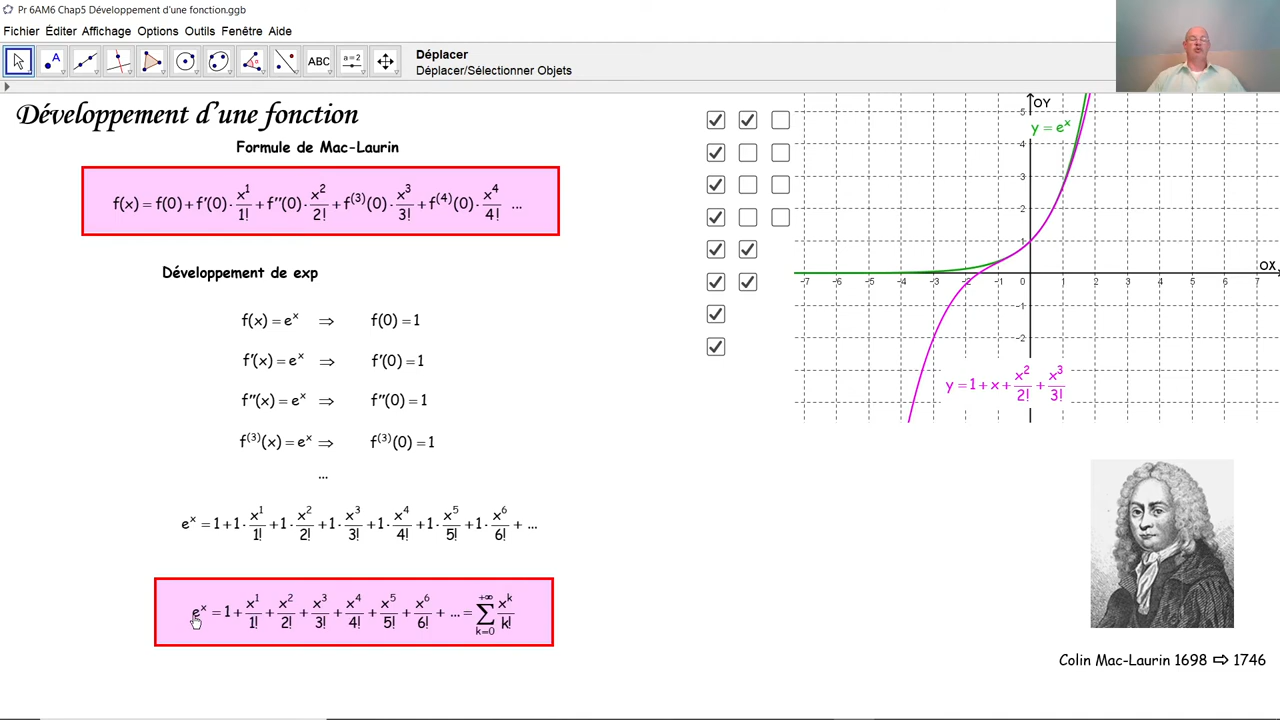 Pr 6AM6 Chap5 Développement d'une fonction.ggb
Fichier Éditer Affichage Options Outils Fenêtre Aide
A ABC a=2
Déplacer
Déplacer/Sélectionner Objets
Développement d'une fonction
Formule de Mac-Laurin
f(x) = f(0) + f'(0) · x¹/1! + f''(0) · x²/2! + f⁽³⁾(0) · x³/3! + f⁽⁴⁾(0) · x⁴/4! ...
Développement de exp
f(x) = eˣ ⇒ f(0) = 1
f'(x) = eˣ ⇒ f'(0) = 1
f''(x) = eˣ ⇒ f''(0) = 1
f⁽³⁾(x) = eˣ ⇒ f⁽³⁾(0) = 1
...
eˣ = 1 + 1 · x¹/1! + 1 · x²/2! + 1 · x³/3! + 1 · x⁴/4! + 1 · x⁵/5! + 1 · x⁶/6! + ...
eˣ = 1 + x¹/1! + x²/2! + x³/3! + x⁴/4! + x⁵/5! + x⁶/6! + ... = +∞ ∑ k=0 xᵏ/k!
OY
y = eˣ
5
4
3
2
1
OX
-7 -6 -5 -4 -3 -2 -1 0 1 2 3 4 5 6 7
-1
-2
y = 1 + x + x²/2! + x³/3!
Colin Mac-Laurin 1698 ⇨ 1746